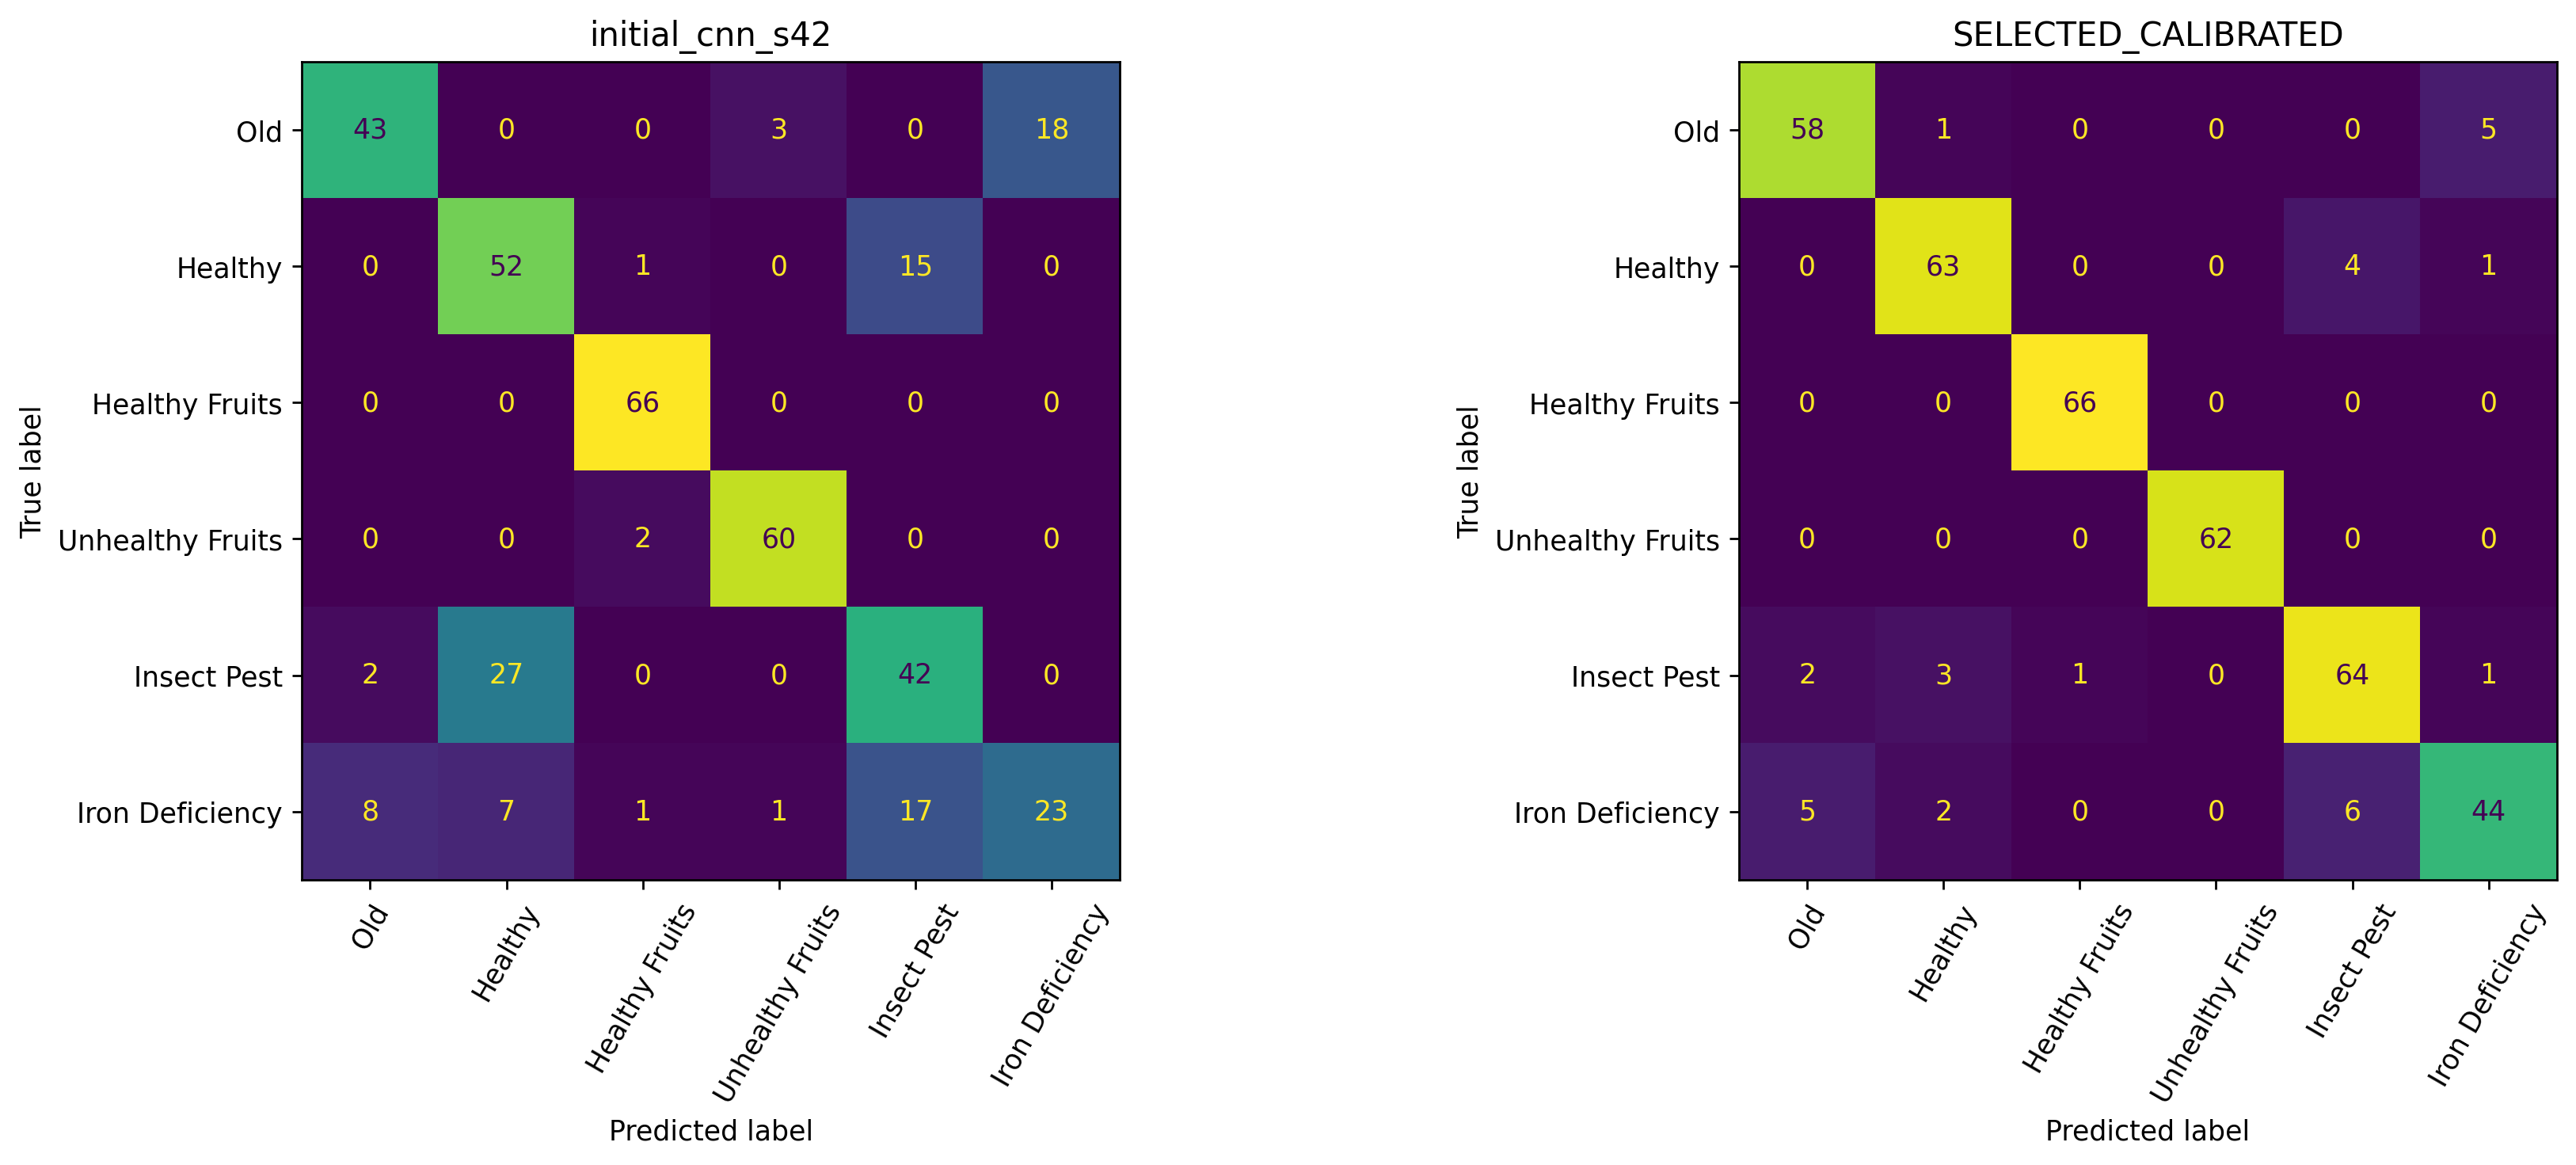 initial_cnn_s42
True label
Old 43 0 0 3 0 18
Healthy 0 52 1 0 15 0
Healthy Fruits 0 0 66 0 0 0
Unhealthy Fruits 0 0 2 60 0 0
Insect Pest 2 27 0 0 42 0
Iron Deficiency 8 7 1 1 17 23
Old Healthy Healthy Fruits Unhealthy Fruits Insect Pest Iron Deficiency
Predicted label
SELECTED_CALIBRATED
True label
Old 58 1 0 0 0 5
Healthy 0 63 0 0 4 1
Healthy Fruits 0 0 66 0 0 0
Unhealthy Fruits 0 0 0 62 0 0
Insect Pest 2 3 1 0 64 1
Iron Deficiency 5 2 0 0 6 44
Old Healthy Healthy Fruits Unhealthy Fruits Insect Pest Iron Deficiency
Predicted label